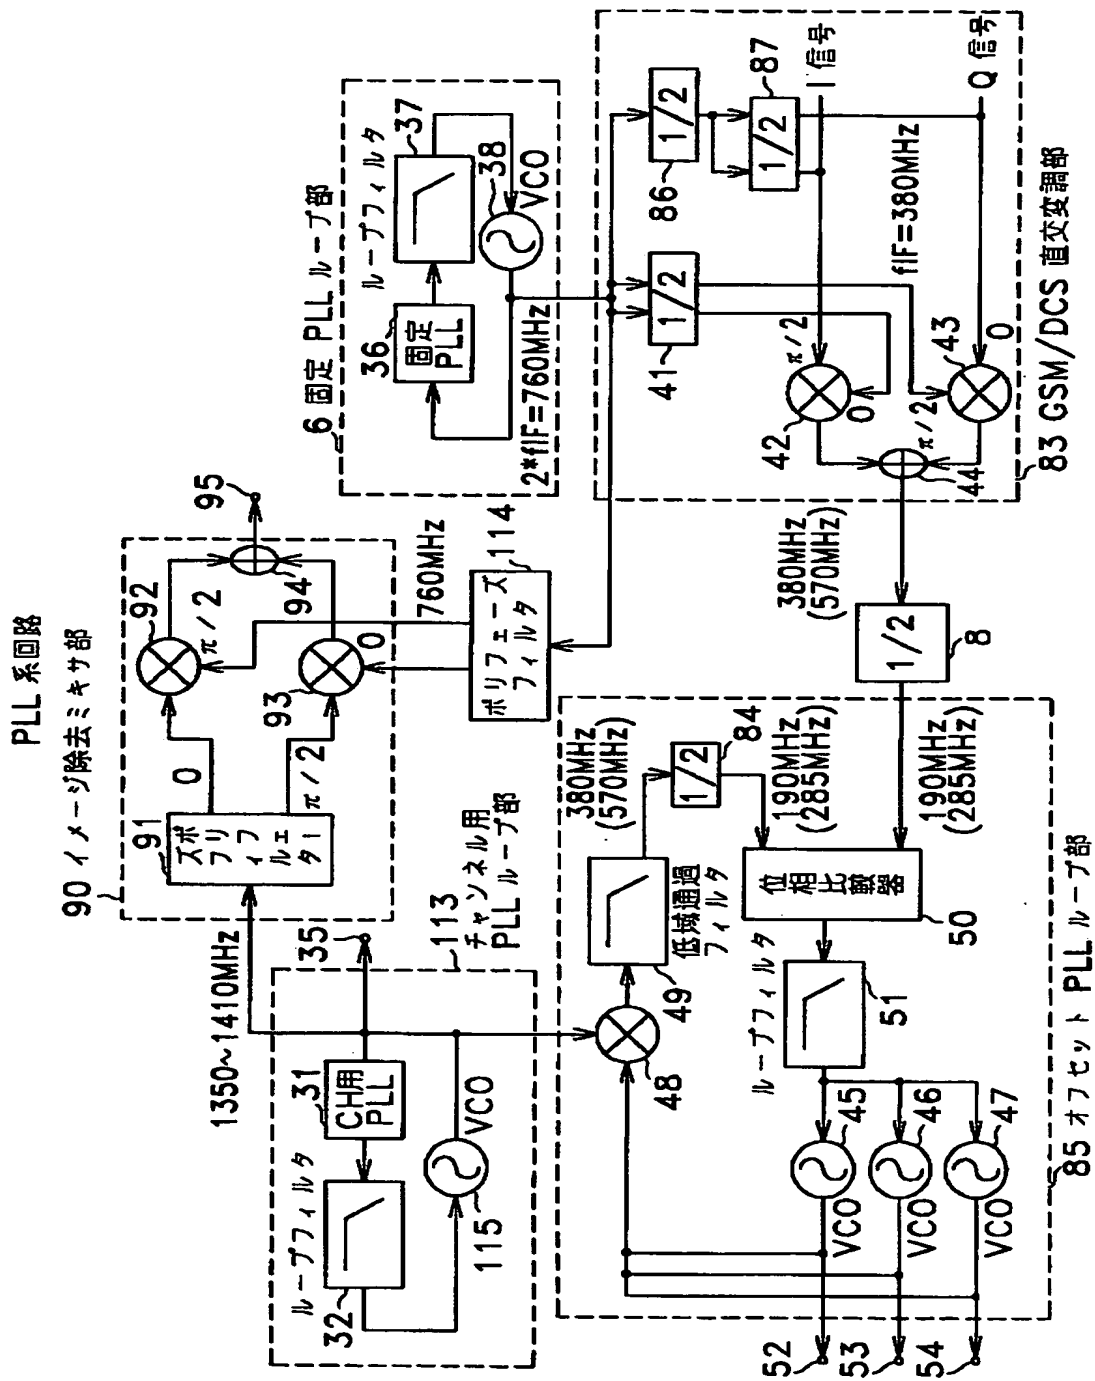 PLL 系回路
90 イメージ除去ミキサ部
91
ズポ
フリ
ィフ
ルェ
ター
0
π/2
92
π/2
93
0
94
95
1350~1410MHz
35
113
チャンネル用
PLL ループ部
31
CH用
PLL
ループフィルタ
32
115
VCO
6 固定 PLL ループ部
ループフィルタ
36
固定
PLL
37
38
VCO
2*fIF=760MHz
760MHz
114
ポリフェーズ
フィルタ
86
1/2
87
1/2
I 信号
Q 信号
41
1/2
fIF=380MHz
42
π/2
0
43
0
π/2
44
83 GSM/DCS 直交変調部
380MHz
(570MHz)
1/2
8
190MHz
(285MHz)
380MHz
(570MHz)
1/2
84
190MHz
(285MHz)
48
49
低域通過
フィルタ
位相比較器
50
ループフィルタ
51
45
VCO
46
VCO
47
VCO
52
53
54
85 オフセット PLL ループ部